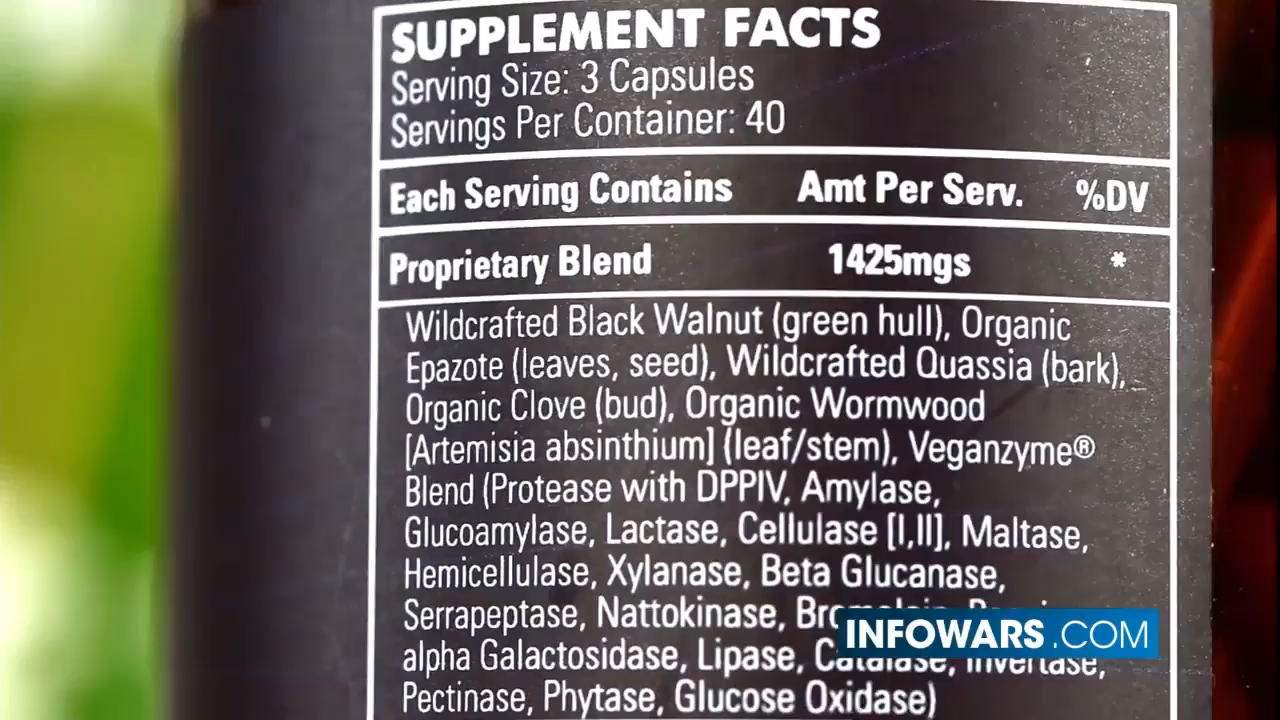 SUPPLEMENT FACTS
Serving Size: 3 Capsules
Servings Per Container: 40
Each Serving Contains Amt Per Serv. %DV
Proprietary Blend 1425mgs *
Wildcrafted Black Walnut (green hull), Organic
Epazote (leaves, seed), Wildcrafted Quassia (bark),
Organic Clove (bud), Organic Wormwood
[Artemisia absinthium] (leaf/stem), Veganzyme®
Blend (Protease with DPPIV, Amylase,
Glucoamylase, Lactase, Cellulase [I,II], Maltase,
Hemicellulase, Xylanase, Beta Glucanase,
Serrapeptase, Nattokinase,
alpha Galactosidase, Lipase, Catalase, Invertase,
Pectinase, Phytase, Glucose Oxidase)
INFOWARS.COM